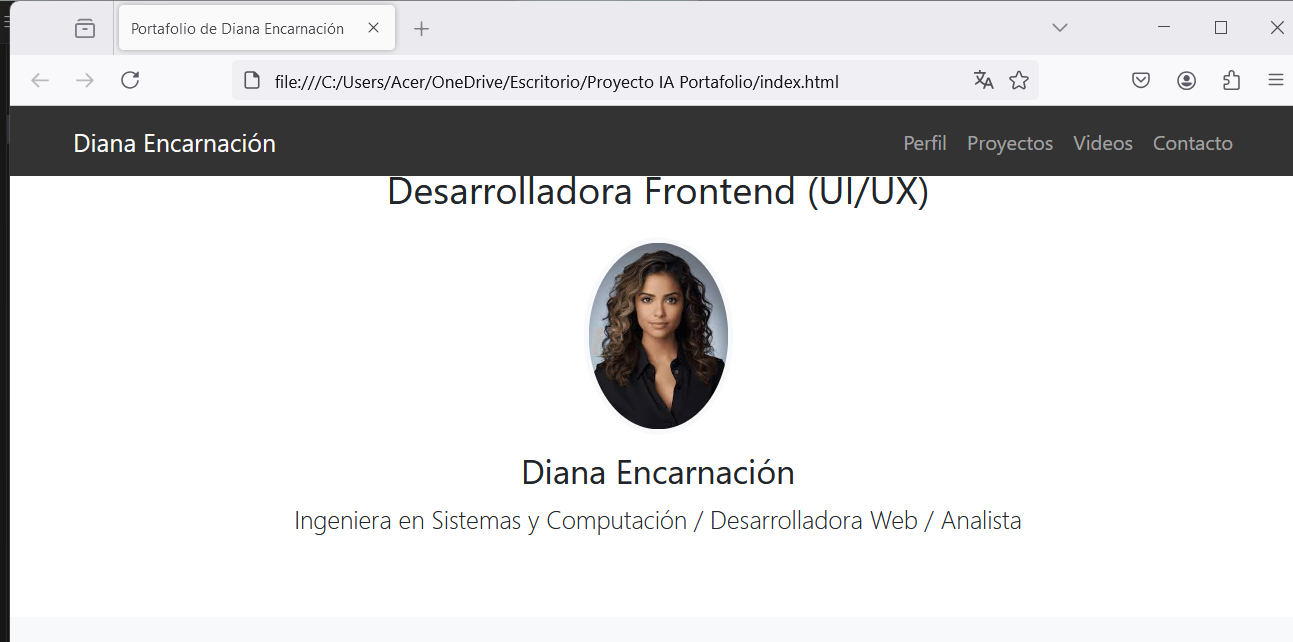 Portafolio de Diana Encarnación
file:///C:/Users/Acer/OneDrive/Escritorio/Proyecto IA Portafolio/index.html
Diana Encarnación Perfil Proyectos Videos Contacto
Desarrolladora Frontend (UI/UX)
Diana Encarnación
Ingeniera en Sistemas y Computación / Desarrolladora Web / Analista